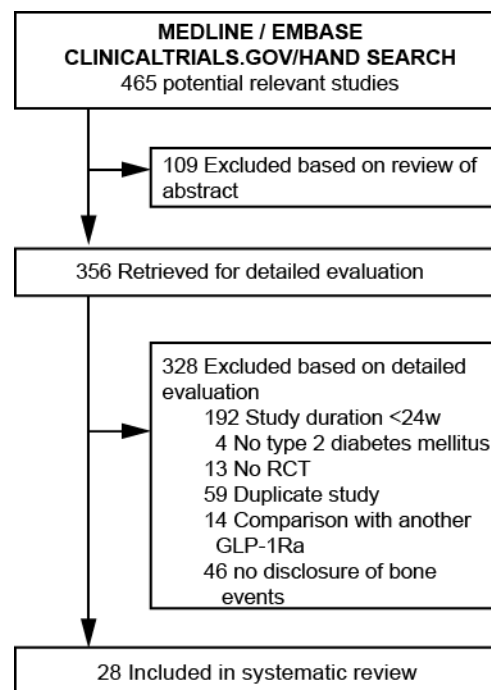 MEDLINE / EMBASE
CLINICALTRIALS.GOV/HAND SEARCH
465 potential relevant studies
109 Excluded based on review of
abstract
356 Retrieved for detailed evaluation
328 Excluded based on detailed
evaluation
192 Study duration <24w
4 No type 2 diabetes mellitus
13 No RCT
59 Duplicate study
14 Comparison with another
GLP-1Ra
46 no disclosure of bone
events
28 Included in systematic review